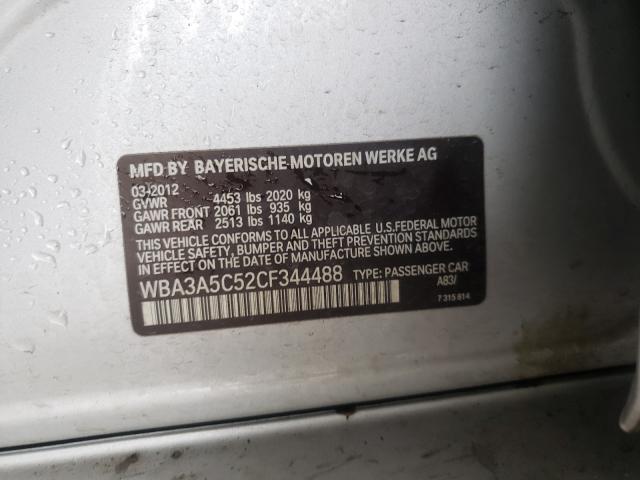 MFD BY BAYERISCHE MOTOREN WERKE AG
03-2012
GVWR 4453 lbs 2020 kg
GAWR FRONT 2061 lbs 935 kg
GAWR REAR 2513 lbs 1140 kg
THIS VEHICLE CONFORMS TO ALL APPLICABLE U.S.FEDERAL MOTOR
VEHICLE SAFETY, BUMPER AND THEFT PREVENTION STANDARDS
IN EFFECT ON THE DATE OF MANUFACTURE SHOWN ABOVE.
WBA3A5C52CF344488 TYPE: PASSENGER CAR
A83/
7 315 814